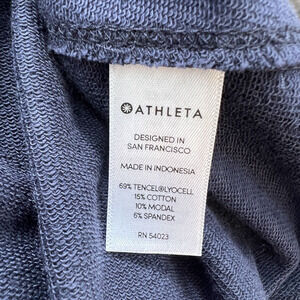 ATHLETA
DESIGNED IN
SAN FRANCISCO
MADE IN INDONESIA
69% TENCEL®LYOCELL
15% COTTON
10% MODAL
6% SPANDEX
RN 54023